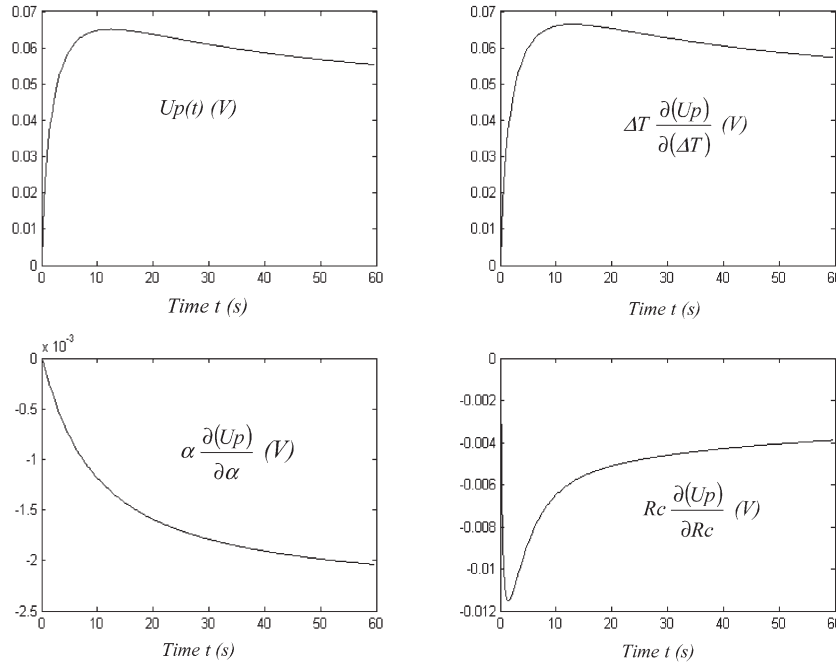 0.07
0.06
0.05
0.04
0.03
0.02
0.01
0
Up(t) (V)
0 10 20 30 40 50 60
Time t (s)
0.07
0.06
0.05
0.04
0.03
0.02
0.01
0
ΔT ∂(Up)/∂(ΔT) (V)
0 10 20 30 40 50 60
Time t (s)
x 10^-3
0
-0.5
-1
-1.5
-2
-2.5
α ∂(Up)/∂α (V)
0 10 20 30 40 50 60
Time t (s)
0
-0.002
-0.004
-0.006
-0.008
-0.01
-0.012
Rc ∂(Up)/∂Rc (V)
0 10 20 30 40 50 60
Time t (s)